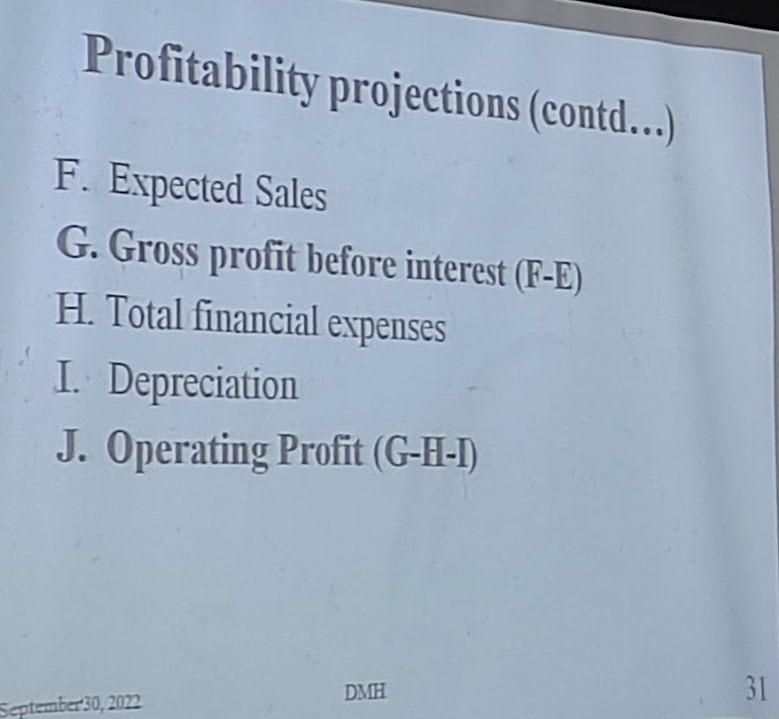 Profitability projections (contd...)
F. Expected Sales
G. Gross profit before interest (F-E)
H. Total financial expenses
I. Depreciation
J. Operating Profit (G-H-I)
September 30, 2022
DMH
31